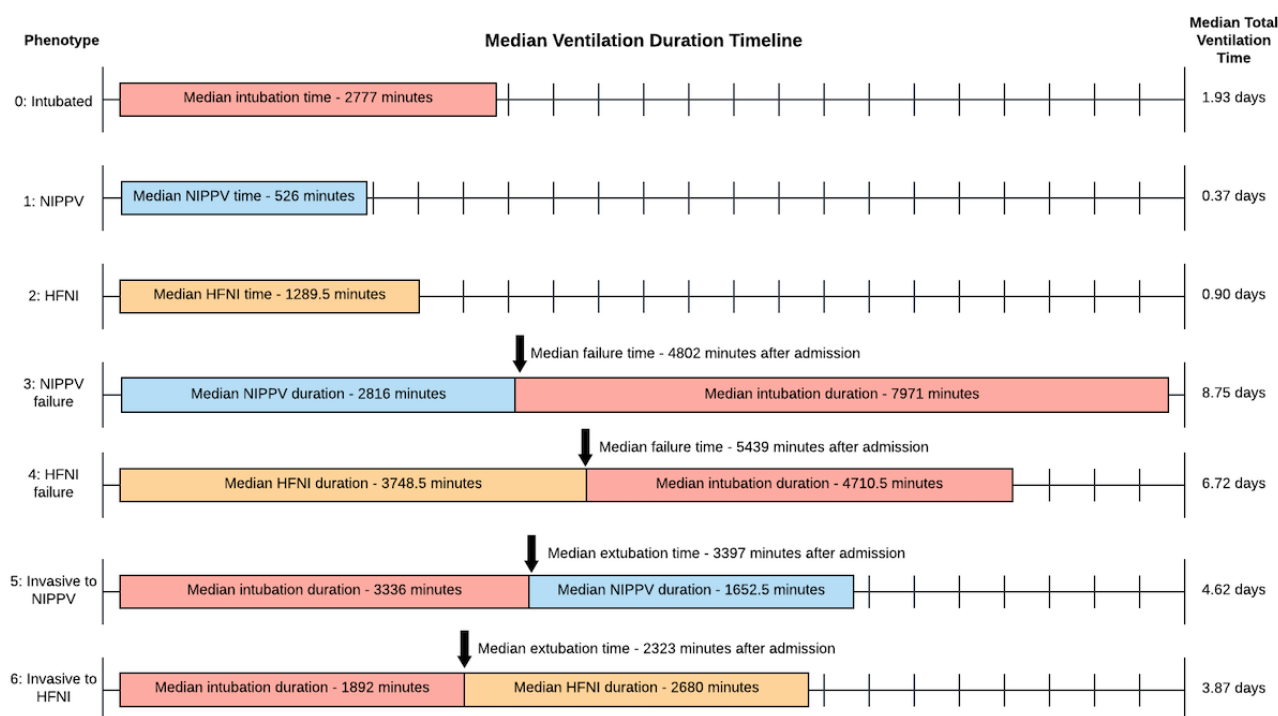 Phenotype
Median Ventilation Duration Timeline
Median Total
Ventilation
Time
0: Intubated
Median intubation time - 2777 minutes
1.93 days
1: NIPPV
Median NIPPV time - 526 minutes
0.37 days
2: HFNI
Median HFNI time - 1289.5 minutes
0.90 days
Median failure time - 4802 minutes after admission
3: NIPPV
failure
Median NIPPV duration - 2816 minutes
Median intubation duration - 7971 minutes
8.75 days
Median failure time - 5439 minutes after admission
4: HFNI
failure
Median HFNI duration - 3748.5 minutes
Median intubation duration - 4710.5 minutes
6.72 days
Median extubation time - 3397 minutes after admission
5: Invasive to
NIPPV
Median intubation duration - 3336 minutes
Median NIPPV duration - 1652.5 minutes
4.62 days
Median extubation time - 2323 minutes after admission
6: Invasive to
HFNI
Median intubation duration - 1892 minutes
Median HFNI duration - 2680 minutes
3.87 days